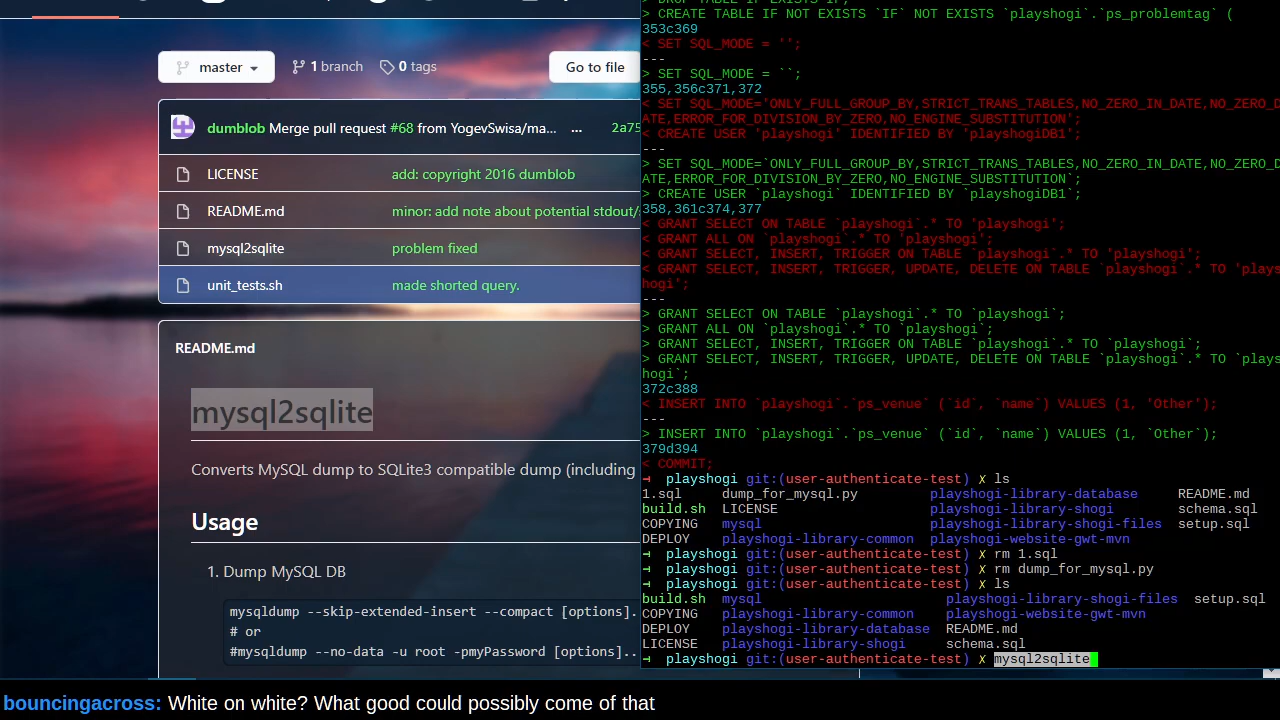 master
1 branch
0 tags
Go to file
dumblob Merge pull request #68 from YogevSwisa/ma... ... 2a75
LICENSE add: copyright 2016 dumblob
README.md minor: add note about potential stdout/s
mysql2sqlite problem fixed
unit_tests.sh made shorted query.
README.md
mysql2sqlite
Converts MySQL dump to SQLite3 compatible dump (including
Usage
1. Dump MySQL DB
mysqldump --skip-extended-insert --compact [options].
# or
#mysqldump --no-data -u root -pmyPassword [options]..
> DROP TABLE IF EXISTS IF;
> CREATE TABLE IF NOT EXISTS `IF` NOT EXISTS `playshogi`.`ps_problemtag` (
353c369
< SET SQL_MODE = '';
---
> SET SQL_MODE = ``;
355,356c371,372
< SET SQL_MODE='ONLY_FULL_GROUP_BY,STRICT_TRANS_TABLES,NO_ZERO_IN_DATE,NO_ZERO_D
ATE,ERROR_FOR_DIVISION_BY_ZERO,NO_ENGINE_SUBSTITUTION';
< CREATE USER 'playshogi' IDENTIFIED BY 'playshogiDB1';
---
> SET SQL_MODE=`ONLY_FULL_GROUP_BY,STRICT_TRANS_TABLES,NO_ZERO_IN_DATE,NO_ZERO_D
ATE,ERROR_FOR_DIVISION_BY_ZERO,NO_ENGINE_SUBSTITUTION`;
> CREATE USER `playshogi` IDENTIFIED BY `playshogiDB1`;
358,361c374,377
< GRANT SELECT ON TABLE `playshogi`.* TO 'playshogi';
< GRANT ALL ON `playshogi`.* TO 'playshogi';
< GRANT SELECT, INSERT, TRIGGER ON TABLE `playshogi`.* TO 'playshogi';
< GRANT SELECT, INSERT, TRIGGER, UPDATE, DELETE ON TABLE `playshogi`.* TO 'plays
hogi';
---
> GRANT SELECT ON TABLE `playshogi`.* TO `playshogi`;
> GRANT ALL ON `playshogi`.* TO `playshogi`;
> GRANT SELECT, INSERT, TRIGGER ON TABLE `playshogi`.* TO `playshogi`;
> GRANT SELECT, INSERT, TRIGGER, UPDATE, DELETE ON TABLE `playshogi`.* TO `plays
hogi`;
372c388
< INSERT INTO `playshogi`.`ps_venue` (`id`, `name`) VALUES (1, 'Other');
---
> INSERT INTO `playshogi`.`ps_venue` (`id`, `name`) VALUES (1, `Other`);
379d394
< COMMIT;
→ playshogi git:(user-authenticate-test) ✗ ls
1.sql dump_for_mysql.py playshogi-library-database README.md
build.sh LICENSE playshogi-library-shogi schema.sql
COPYING mysql playshogi-library-shogi-files setup.sql
DEPLOY playshogi-library-common playshogi-website-gwt-mvn
→ playshogi git:(user-authenticate-test) ✗ rm 1.sql
→ playshogi git:(user-authenticate-test) ✗ rm dump_for_mysql.py
→ playshogi git:(user-authenticate-test) ✗ ls
build.sh mysql playshogi-library-shogi-files setup.sql
COPYING playshogi-library-common playshogi-website-gwt-mvn
DEPLOY playshogi-library-database README.md
LICENSE playshogi-library-shogi schema.sql
→ playshogi git:(user-authenticate-test) ✗ mysql2sqlite
bouncingacross: White on white? What good could possibly come of that